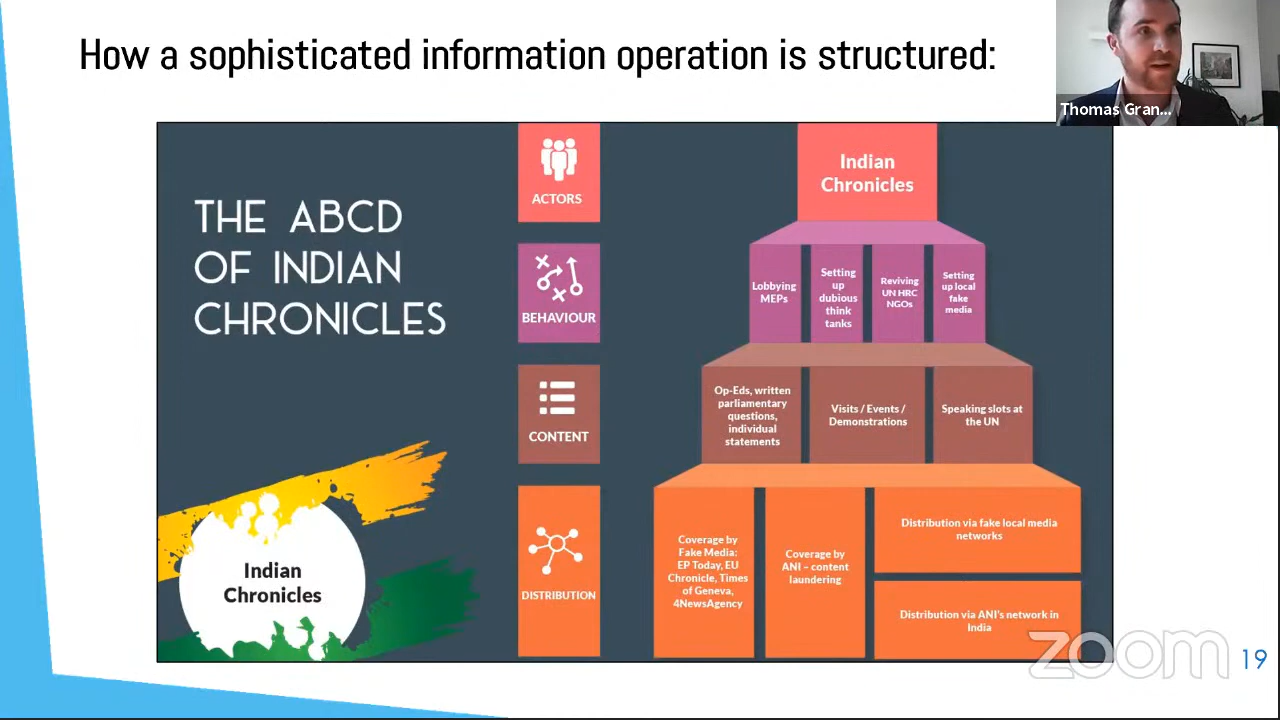 How a sophisticated information operation is structured:
Thomas Gran...
THE ABCD
OF INDIAN
CHRONICLES
Indian
Chronicles
ACTORS
BEHAVIOUR
CONTENT
DISTRIBUTION
Indian
Chronicles
Lobbying
MEPs
Setting
up
dubious
think
tanks
Reviving
UN HRC
NGOs
Setting
up local
fake
media
Op-Eds, written
parliamentary
questions,
individual
statements
Visits / Events /
Demonstrations
Speaking slots at
the UN
Coverage by
Fake Media:
EP Today, EU
Chronicle, Times
of Geneva,
4NewsAgency
Coverage by
ANI – content
laundering
Distribution via fake local media
networks
Distribution via ANI's network in
India
zoom
19